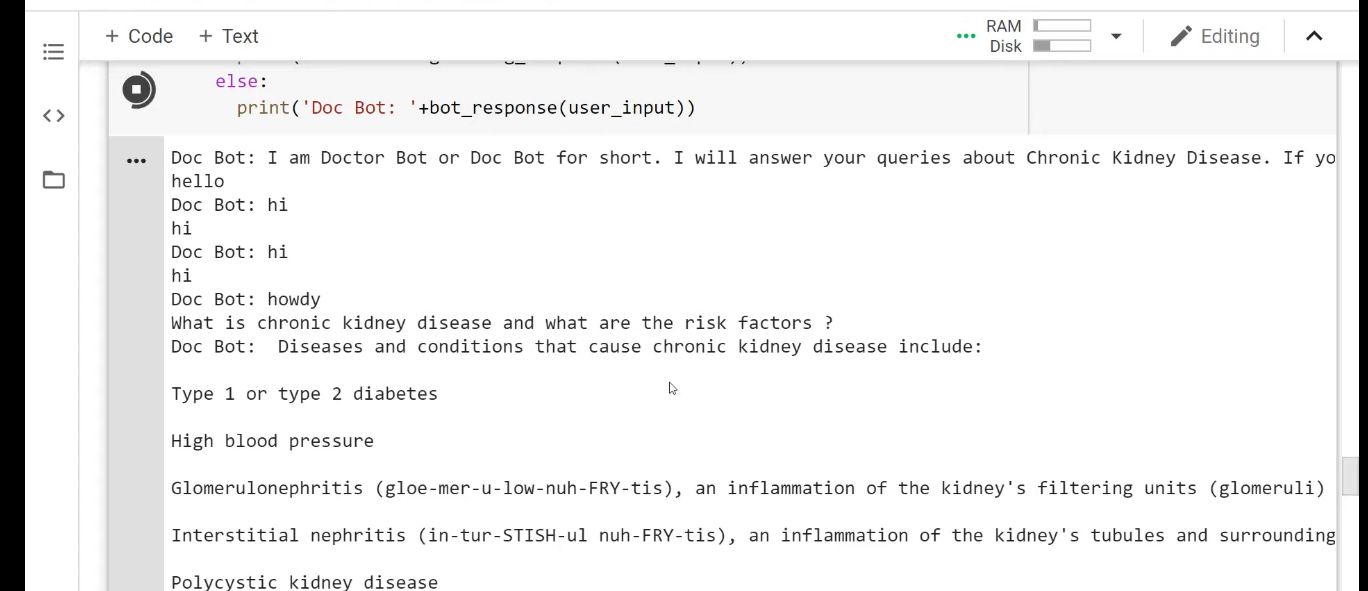 + Code + Text
RAM
Disk
Editing
else:
print('Doc Bot: '+bot_response(user_input))
Doc Bot: I am Doctor Bot or Doc Bot for short. I will answer your queries about Chronic Kidney Disease. If yo
hello
Doc Bot: hi
hi
Doc Bot: hi
hi
Doc Bot: howdy
What is chronic kidney disease and what are the risk factors ?
Doc Bot:  Diseases and conditions that cause chronic kidney disease include:
Type 1 or type 2 diabetes
High blood pressure
Glomerulonephritis (gloe-mer-u-low-nuh-FRY-tis), an inflammation of the kidney's filtering units (glomeruli)
Interstitial nephritis (in-tur-STISH-ul nuh-FRY-tis), an inflammation of the kidney's tubules and surrounding
Polycystic kidney disease